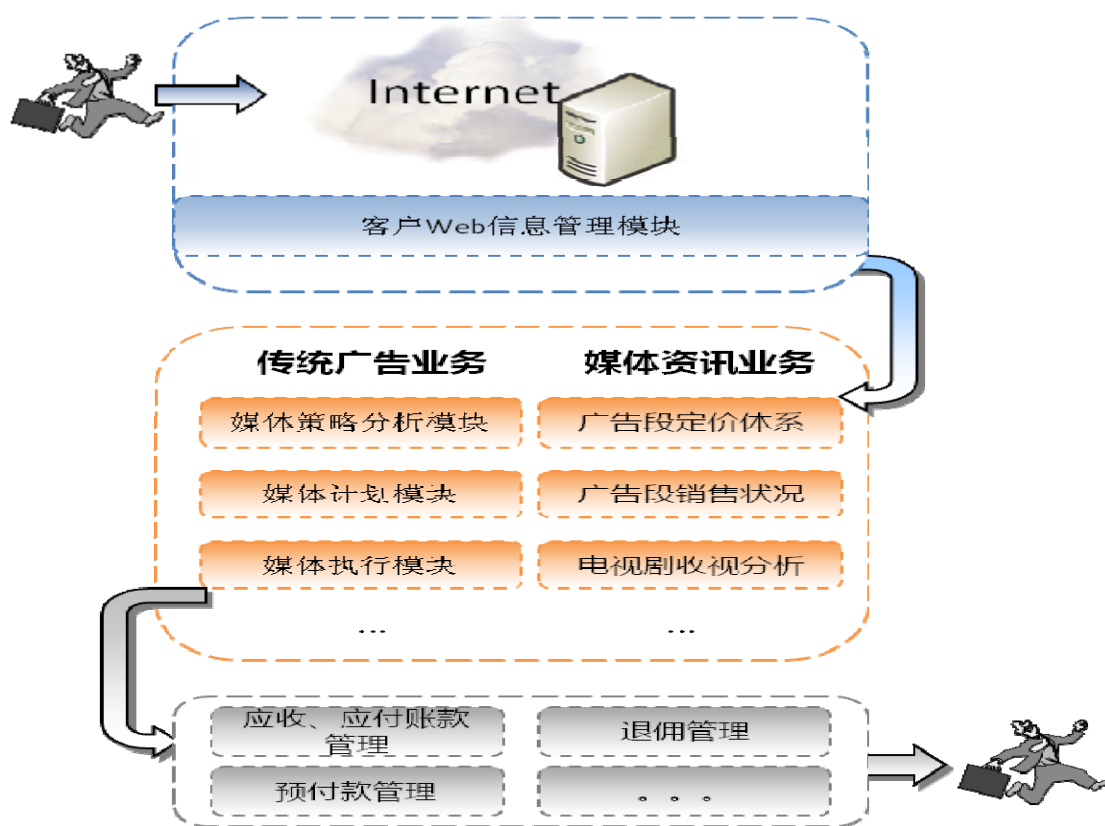 Internet
客户Web信息管理模块
传统广告业务
媒体资讯业务
媒体策略分析模块
广告段定价体系
媒体计划模块
广告段销售状况
媒体执行模块
电视剧收视分析
...
...
应收、应付账款
管理
退佣管理
预付款管理
。。。